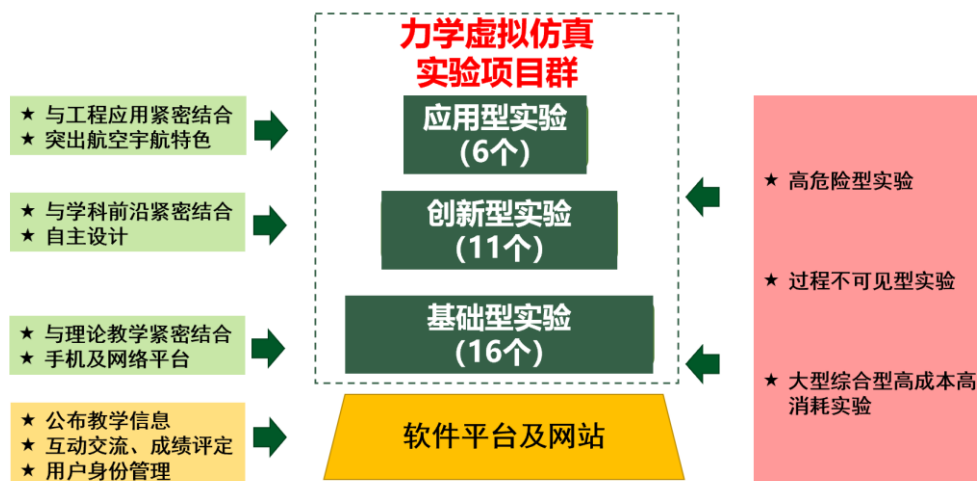 力学虚拟仿真
实验项目群
★ 与工程应用紧密结合
★ 突出航空宇航特色
应用型实验
(6个)
★ 与学科前沿紧密结合
★ 自主设计
创新型实验
(11个)
★ 与理论教学紧密结合
★ 手机及网络平台
基础型实验
(16个)
★ 公布教学信息
★ 互动交流、成绩评定
★ 用户身份管理
软件平台及网站
★ 高危险型实验
★ 过程不可见型实验
★ 大型综合型高成本高
消耗实验